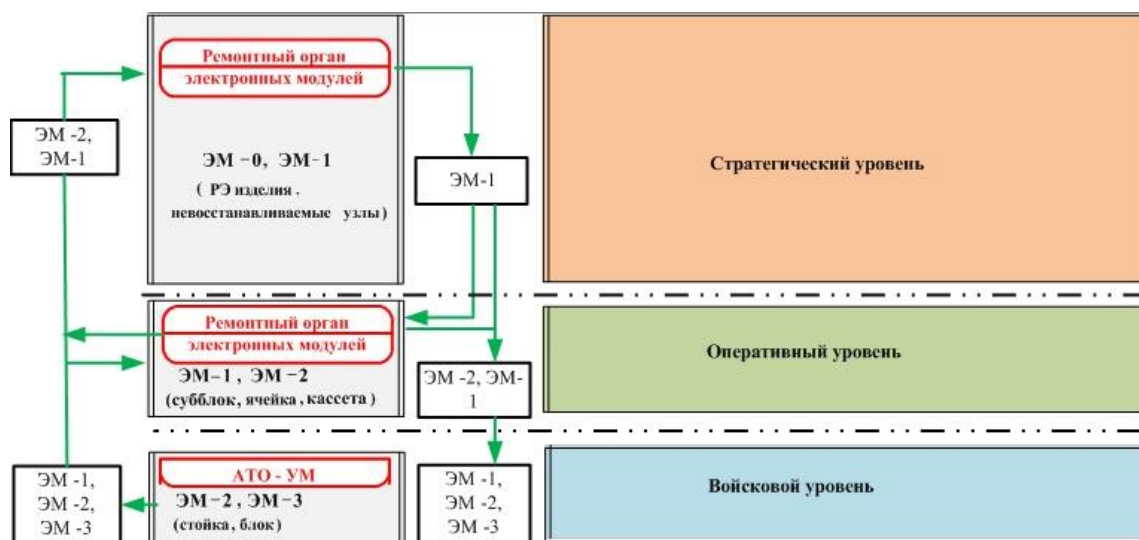 Ремонтный орган
электронных модулей
ЭМ -2,
ЭМ-1
ЭМ -0, ЭМ-1
( РЭ изделия .
невосстанавливаемые узлы )
ЭМ-1
Стратегический уровень
Ремонтный орган
электронных модулей
ЭМ-1 , ЭМ -2
(субблок, ячейка , кассета )
ЭМ -2, ЭМ-
1
Оперативный уровень
ЭМ -1,
ЭМ -2,
ЭМ -3
АТО - УМ
ЭМ-2 , ЭМ-3
(стойка, блок)
ЭМ -1,
ЭМ -2,
ЭМ -3
Войсковой уровень